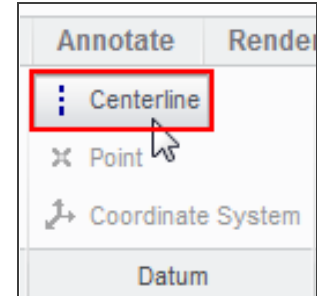 Annotate Render
Centerline
Point
Coordinate System
Datum